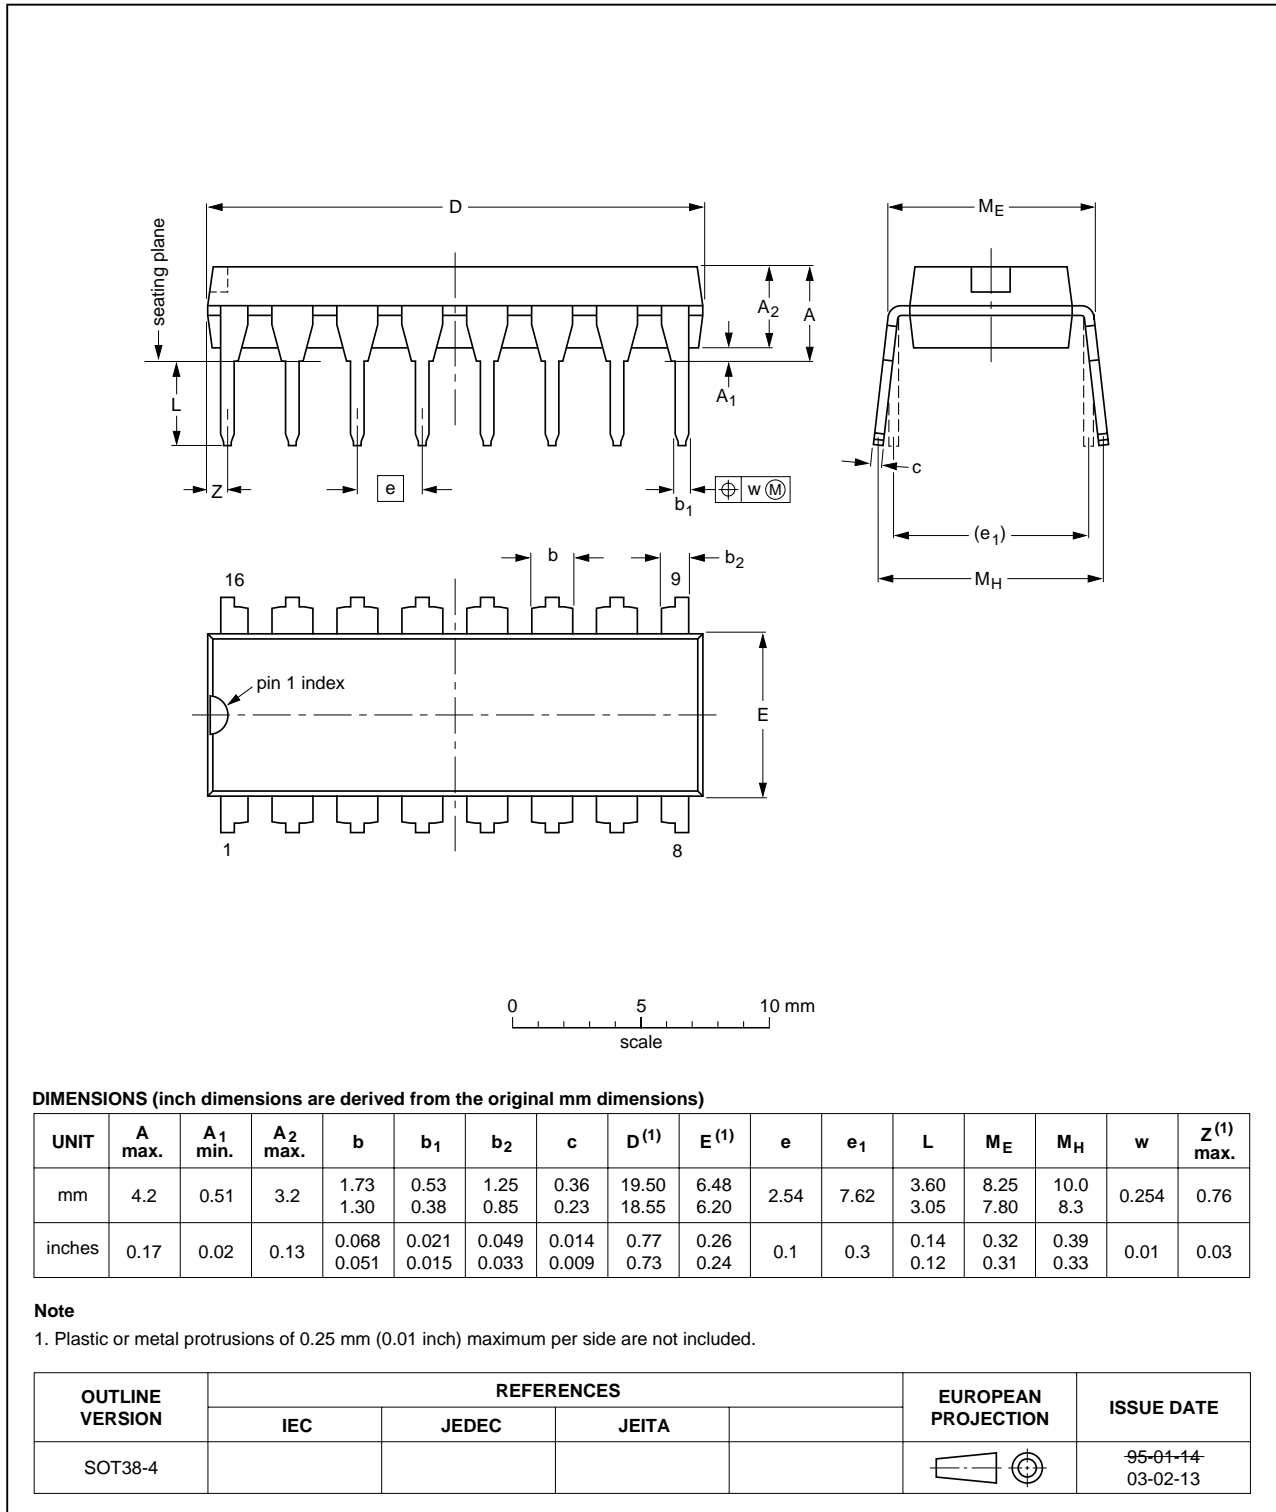 D
M_E
seating plane
A_2
A
L
A_1
c
Z
e
b_1
w M
(e_1)
M_H
b
b_2
16
9
pin 1 index
E
1
8
0 5 10 mm
scale
DIMENSIONS (inch dimensions are derived from the original mm dimensions)
UNIT A max. A1 min. A2 max. b b1 b2 c D(1) E(1) e e1 L ME MH w Z(1) max.
mm 4.2 0.51 3.2 1.73 1.30 0.53 0.38 1.25 0.85 0.36 0.23 19.50 18.55 6.48 6.20 2.54 7.62 3.60 3.05 8.25 7.80 10.0 8.3 0.254 0.76
inches 0.17 0.02 0.13 0.068 0.051 0.021 0.015 0.049 0.033 0.014 0.009 0.77 0.73 0.26 0.24 0.1 0.3 0.14 0.12 0.32 0.31 0.39 0.33 0.01 0.03
Note
1. Plastic or metal protrusions of 0.25 mm (0.01 inch) maximum per side are not included.
OUTLINE VERSION REFERENCES EUROPEAN PROJECTION ISSUE DATE
IEC JEDEC JEITA
SOT38-4 95-01-14
03-02-13